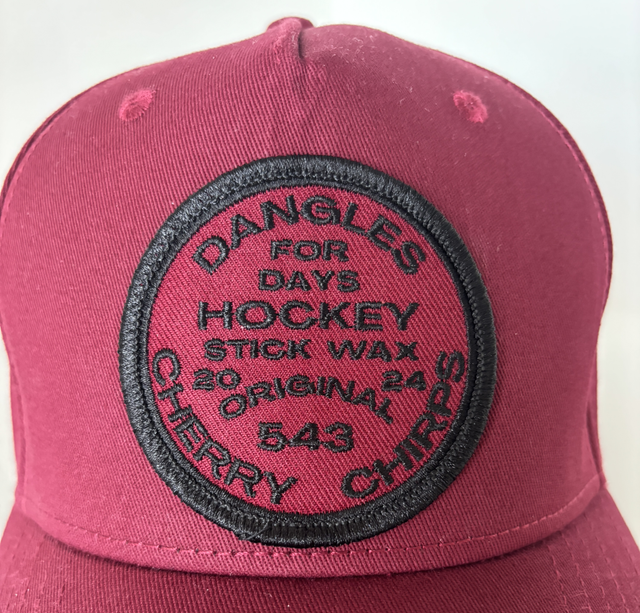 DANGLES
FOR
DAYS
HOCKEY
STICK WAX
20 24
ORIGINAL
543
CHERRY CHIRPS